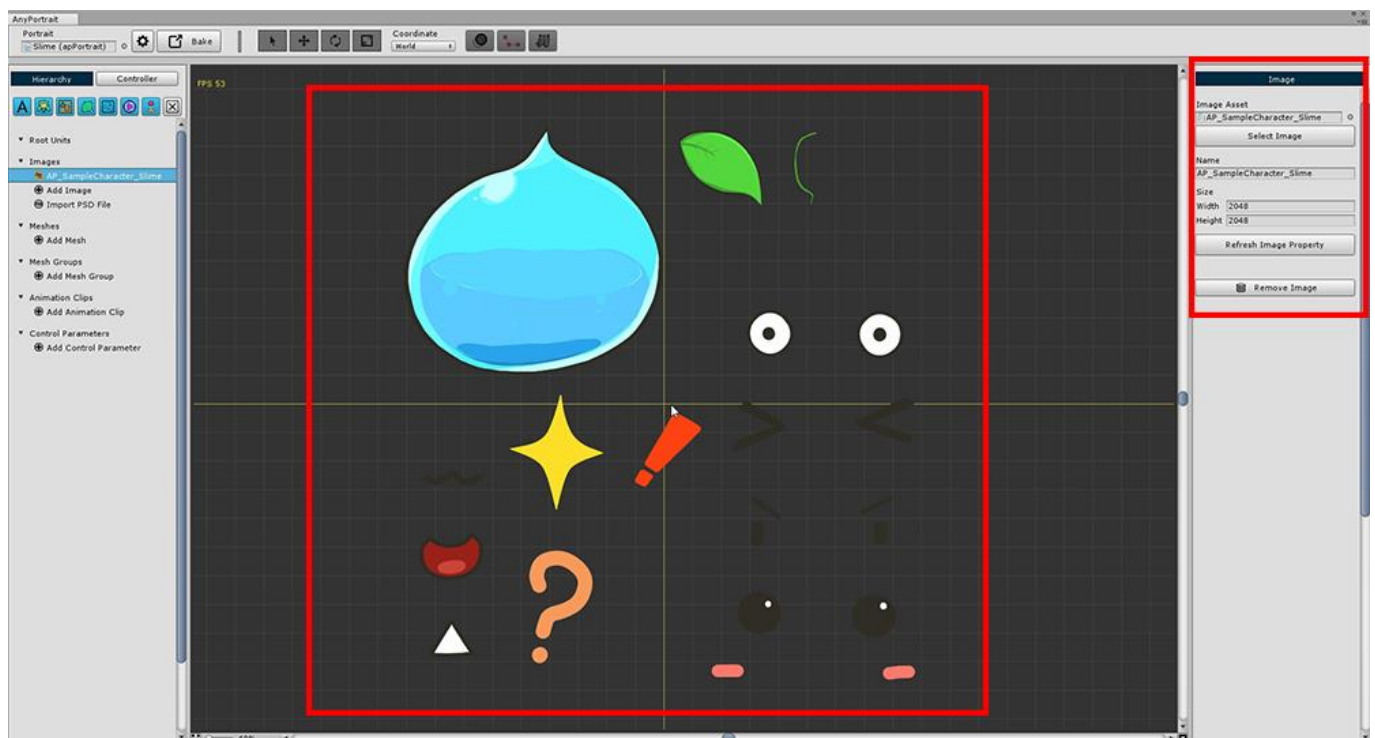 AnyPortrait
Portrait
Slime (apPortrait)
Bake
Coordinate
World
Hierarchy
Controller
FPS 53
Root Units
Images
AP_SampleCharacter_Slime
Add Image
Import PSD File
Meshes
Add Mesh
Mesh Groups
Add Mesh Group
Animation Clips
Add Animation Clip
Control Parameters
Add Control Parameter
!
?
Image
Image Asset
AP_SampleCharacter_Slime
Select Image
Name
AP_SampleCharacter_Slime
Size
Width 2048
Height 2048
Refresh Image Property
Remove Image